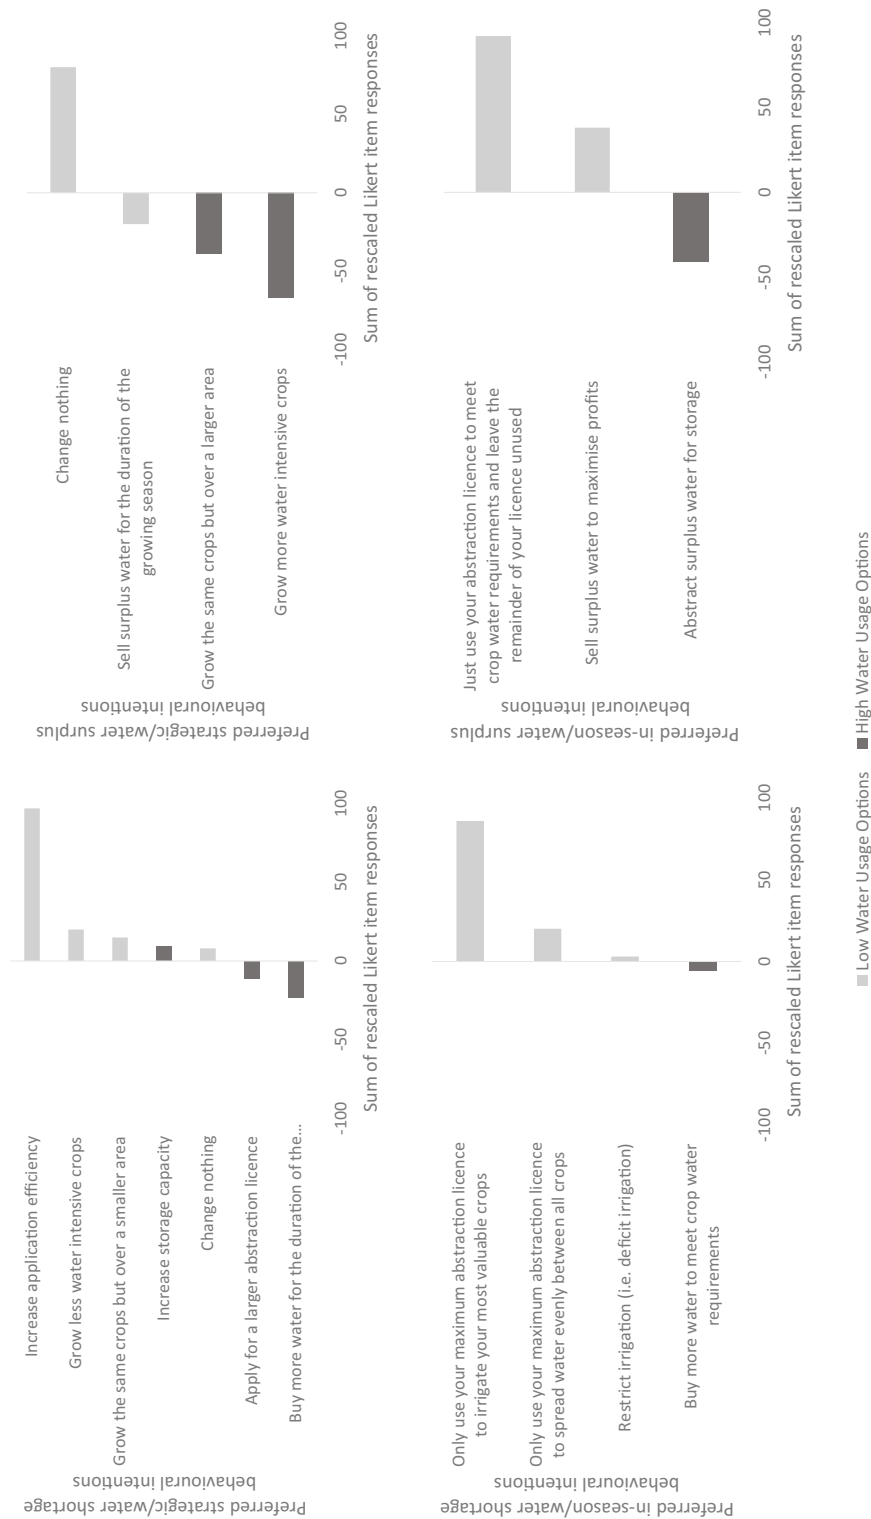 Preferred strategic/water shortage
behavioural intentions
Increase application efficiency
Grow less water intensive crops
Grow the same crops but over a smaller area
Increase storage capacity
Change nothing
Apply for a larger abstraction licence
Buy more water for the duration of the...
-100
-50
0
50
100
Sum of rescaled Likert item responses
Preferred strategic/water surplus
behavioural intentions
Change nothing
Sell surplus water for the duration of the
growing season
Grow the same crops but over a larger area
Grow more water intensive crops
-100
-50
0
50
100
Sum of rescaled Likert item responses
Preferred in-season/water shortage
behavioural intentions
Only use your maximum abstraction licence
to irrigate your most valuable crops
Only use your maximum abstraction licence
to spread water evenly between all crops
Restrict irrigation (i.e. deficit irrigation)
Buy more water to meet crop water
requirements
-100
-50
0
50
100
Sum of rescaled Likert item responses
Preferred in-season/water surplus
behavioural intentions
Just use your abstraction licence to meet
crop water requirements and leave the
remainder of your licence unused
Sell surplus water to maximise profits
Abstract surplus water for storage
-100
-50
0
50
100
Sum of rescaled Likert item responses
Low Water Usage Options
High Water Usage Options